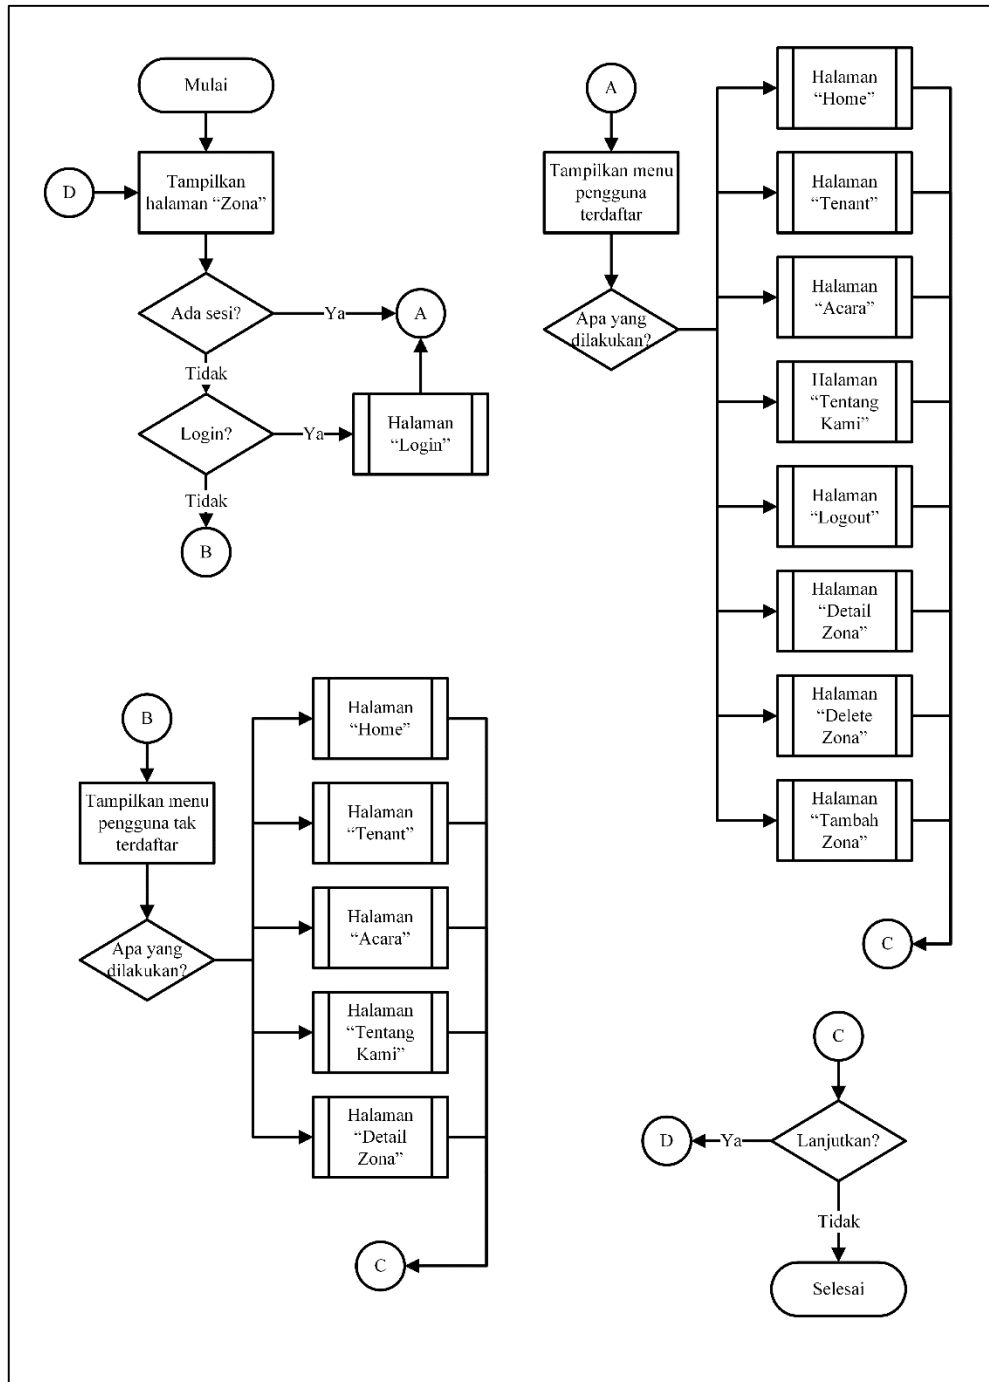 Mulai
D
Tampilkan
halaman “Zona”
Ada sesi?
Ya
A
Tidak
Login?
Ya
Halaman
“Login”
Tidak
B
A
Tampilkan menu
pengguna
terdaftar
Apa yang
dilakukan?
Halaman
“Home”
Halaman
“Tenant”
Halaman
“Acara”
Halaman
“Tentang
Kami”
Halaman
“Logout”
Halaman
“Detail
Zona”
Halaman
“Delete
Zona”
Halaman
“Tambah
Zona”
C
B
Tampilkan menu
pengguna tak
terdaftar
Apa yang
dilakukan?
Halaman
“Home”
Halaman
“Tenant”
Halaman
“Acara”
Halaman
“Tentang
Kami”
Halaman
“Detail
Zona”
C
C
Lanjutkan?
Ya
D
Tidak
Selesai